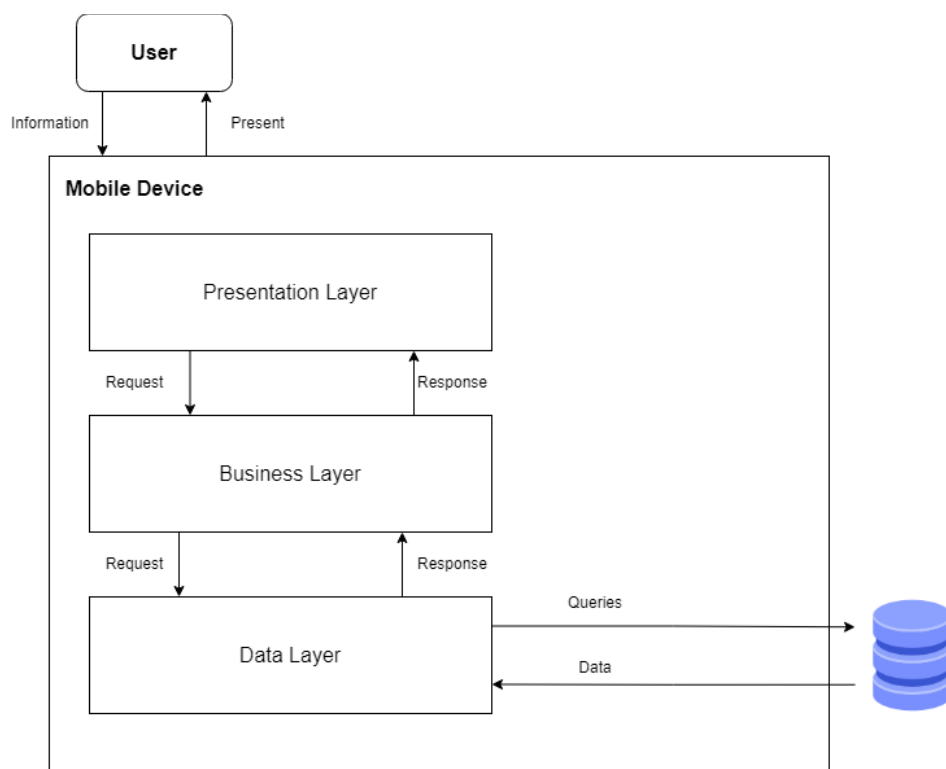 User
Information
Present
Mobile Device
Presentation Layer
Request
Response
Business Layer
Request
Response
Queries
Data Layer
Data